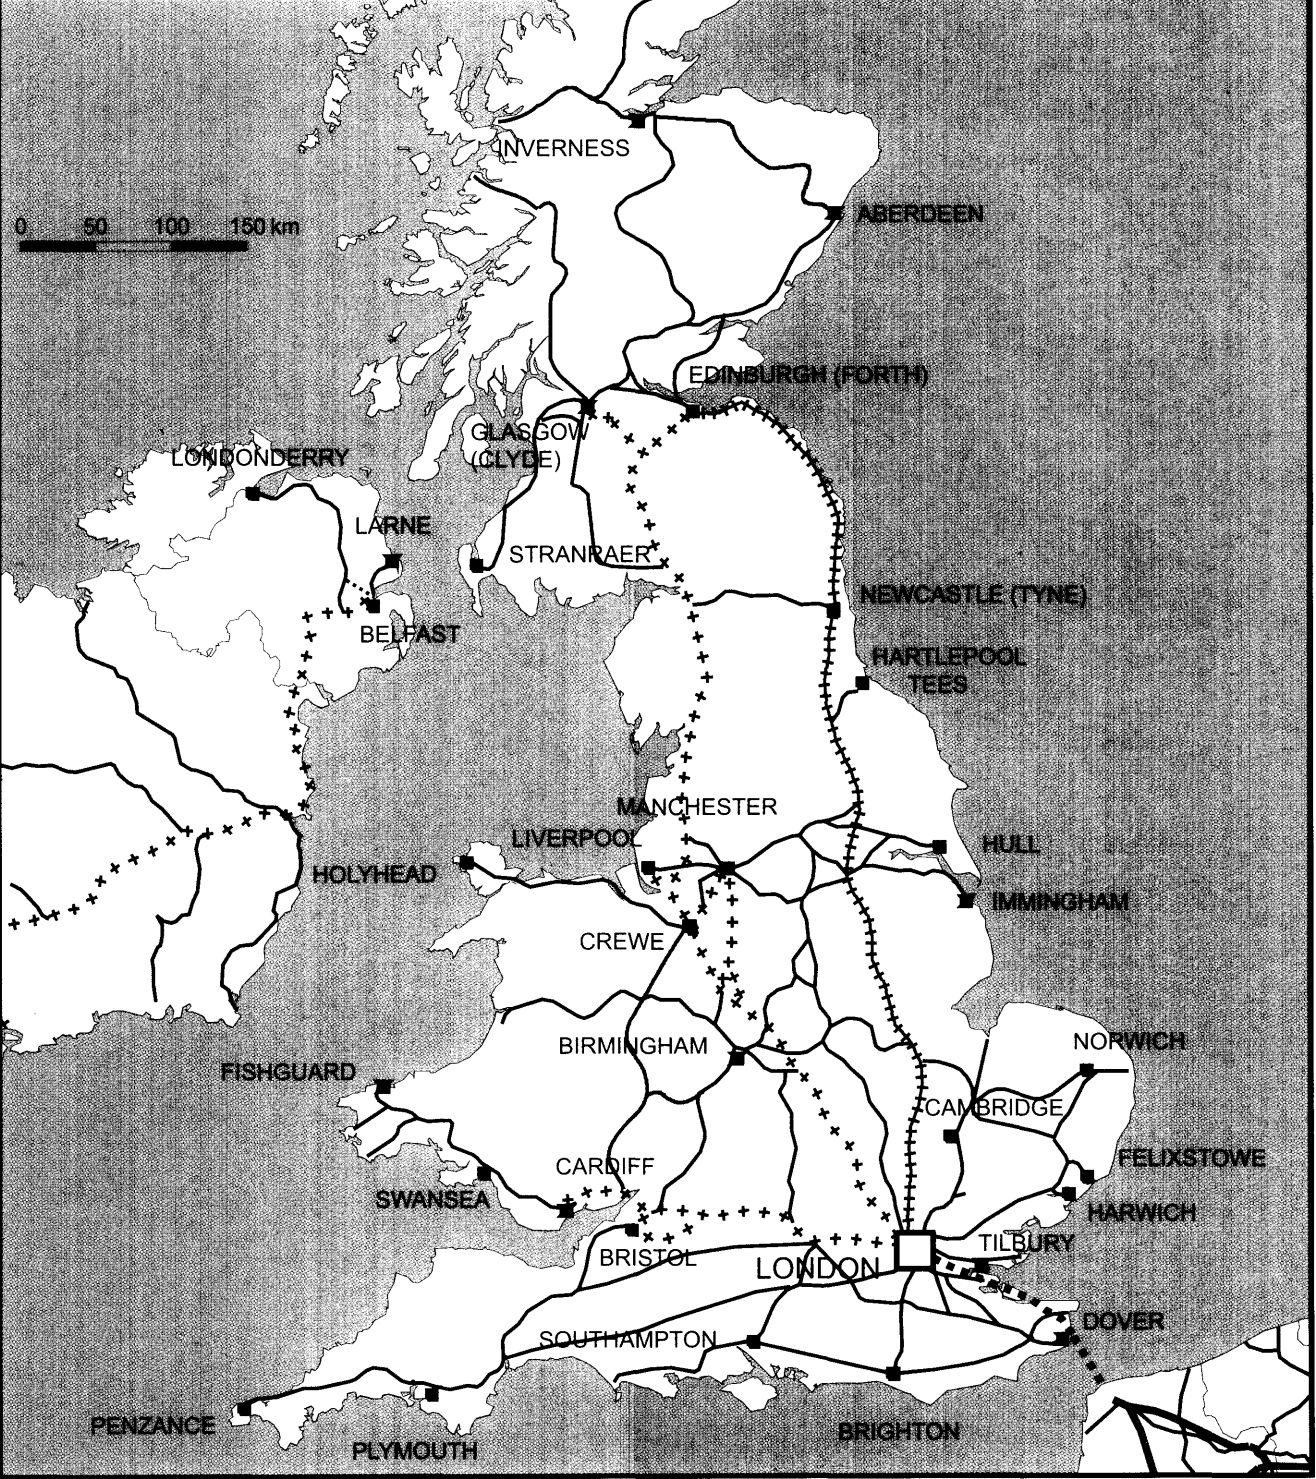 INVERNESS
0 50 100 150 km
ABERDEEN
EDINBURGH (FORTH)
GLASGOW
(CLYDE)
LONDONDERRY
LARNE
STRANRAER
NEWCASTLE (TYNE)
BELFAST
HARTLEPOOL
TEES
MANCHESTER
LIVERPOOL
HULL
HOLYHEAD
IMMINGHAM
CREWE
BIRMINGHAM
NORWICH
FISHGUARD
CAMBRIDGE
FELIXSTOWE
CARDIFF
SWANSEA
HARWICH
TILBURY
BRISTOL
LONDON
DOVER
SOUTHAMPTON
PENZANCE
BRIGHTON
PLYMOUTH